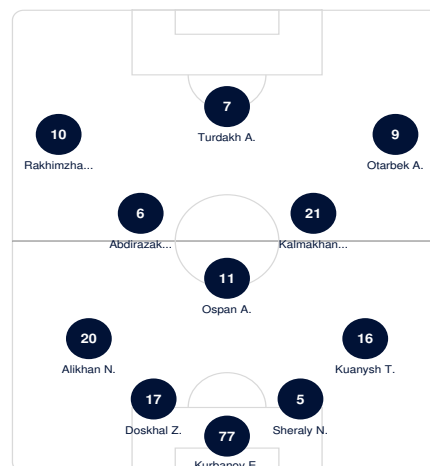 7
Turdakh A.
10
9
Rakhimzha...
Otarbek A.
6
21
Abdirazak...
Kalmakhan...
11
Ospan A.
20
16
Alikhan N.
Kuanysh T.
17
5
Doskhal Z.
Sheraly N.
77
Kurbanov E.